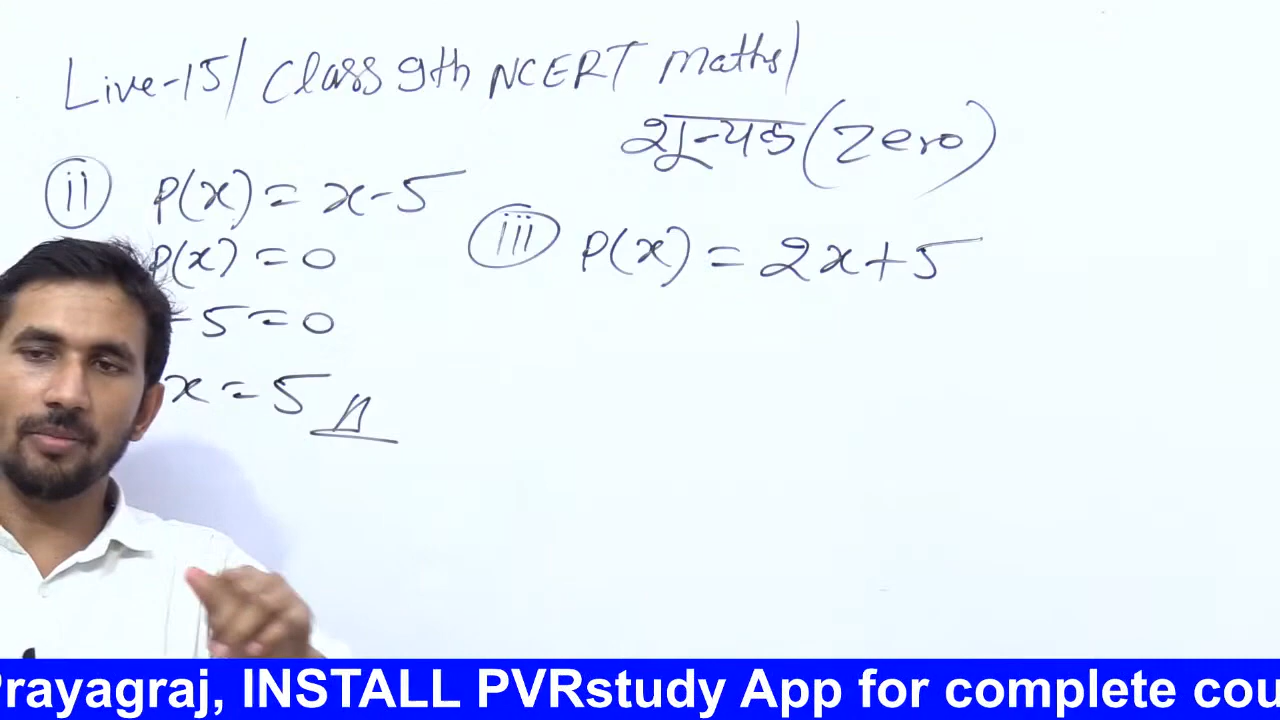 Live-15/ Class 9th NCERT Maths/
शून्यक (Zero)
(ii) P(x) = x-5
P(x) = 0
-5=0
x = 5
(iii) P(x) = 2x+5
Prayagraj, INSTALL PVRstudy App for complete cou